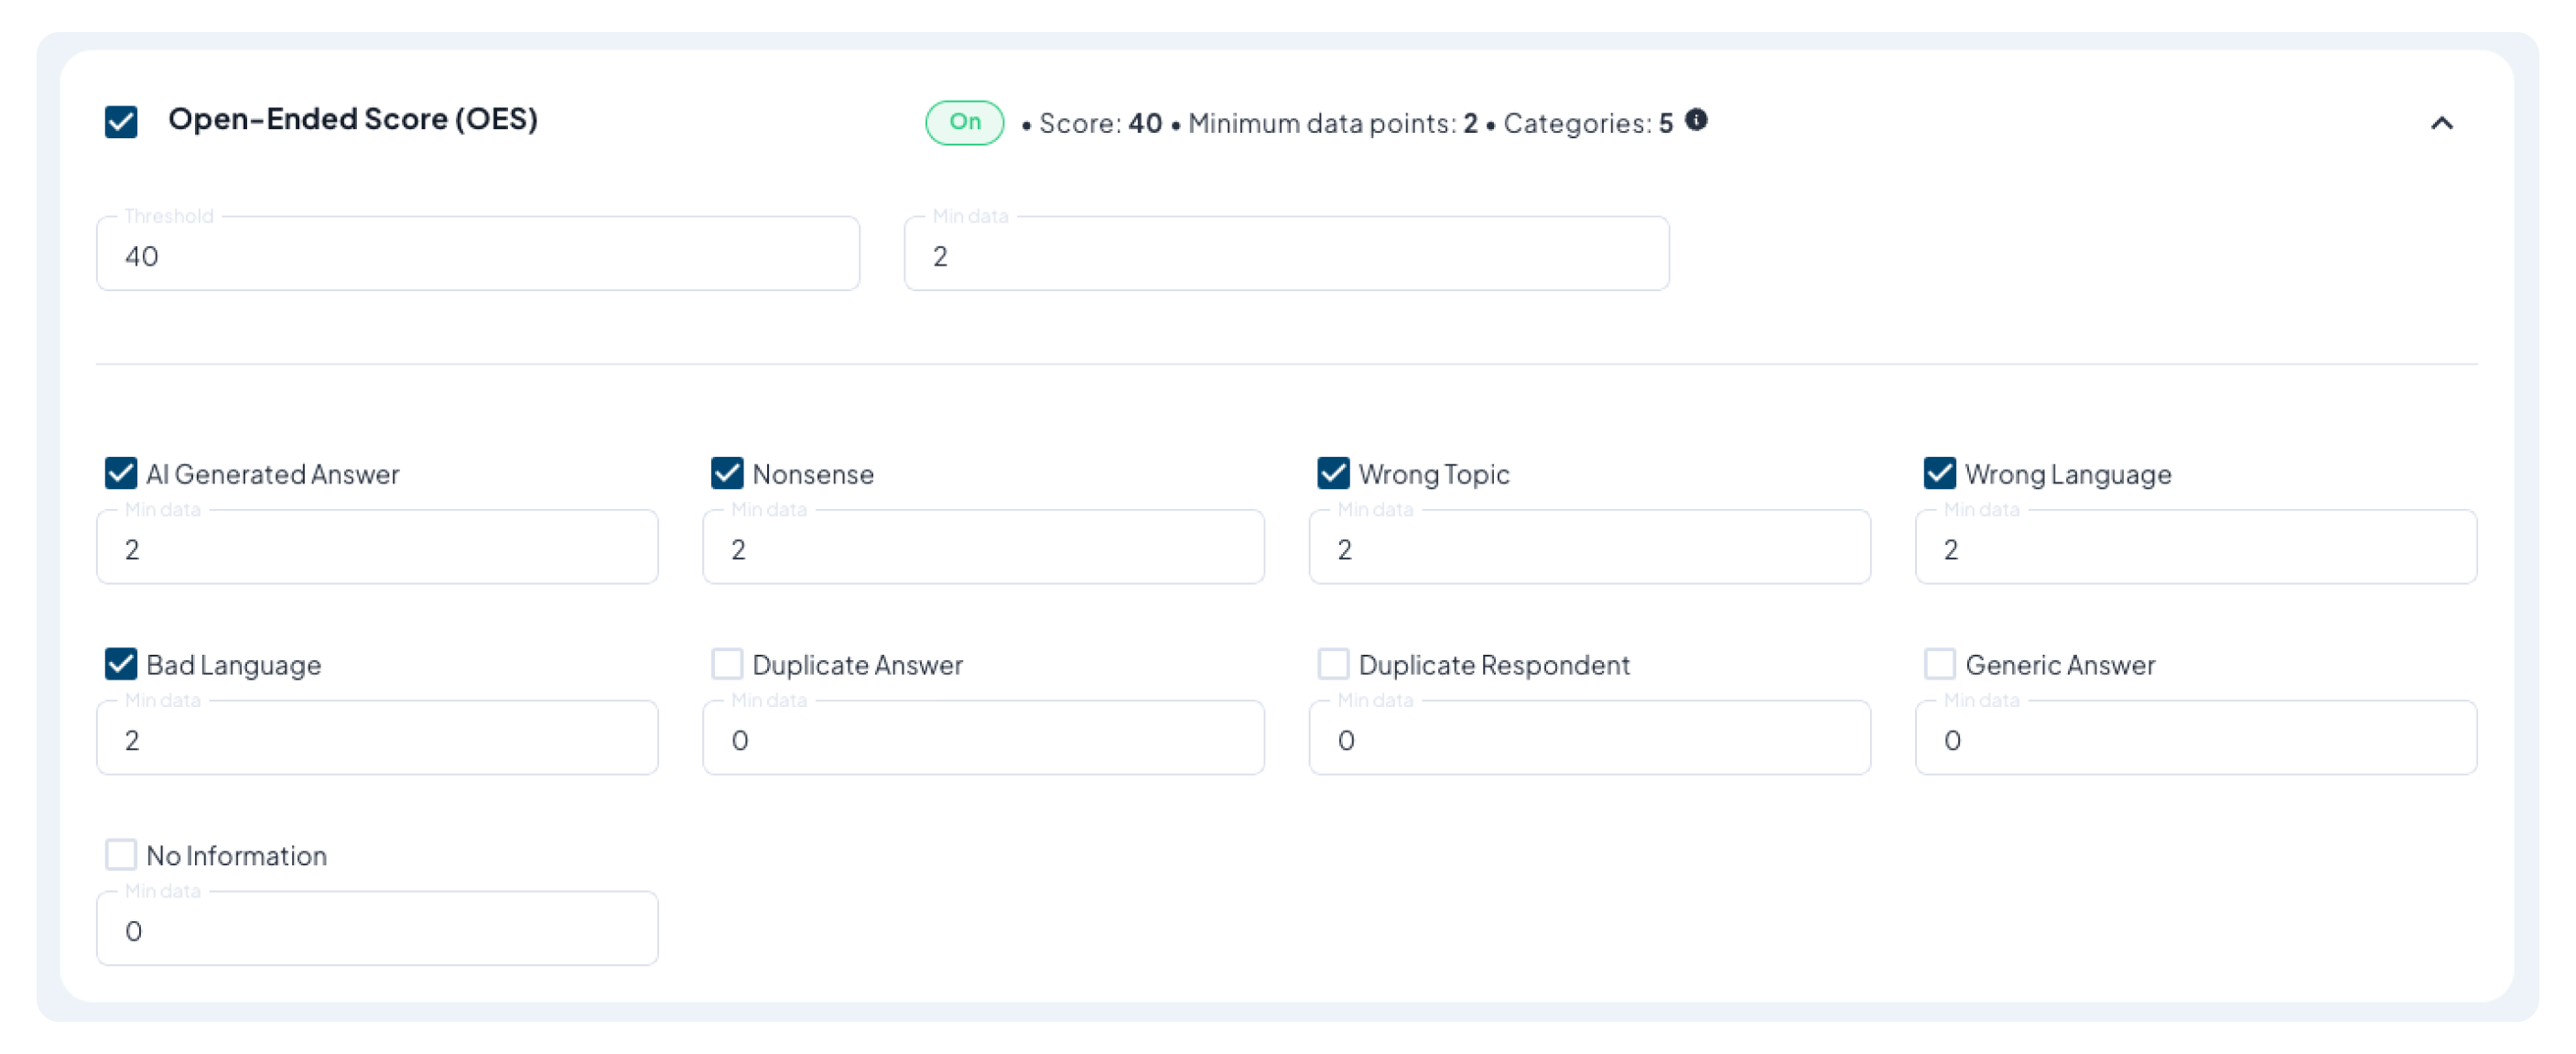 Open-Ended Score (OES)
On • Score: 40 • Minimum data points: 2 • Categories: 5
Threshold
40
Min data
2
AI Generated Answer
Min data
2
Nonsense
Min data
2
Wrong Topic
Min data
2
Wrong Language
Min data
2
Bad Language
Min data
2
Duplicate Answer
Min data
0
Duplicate Respondent
Min data
0
Generic Answer
Min data
0
No Information
Min data
0